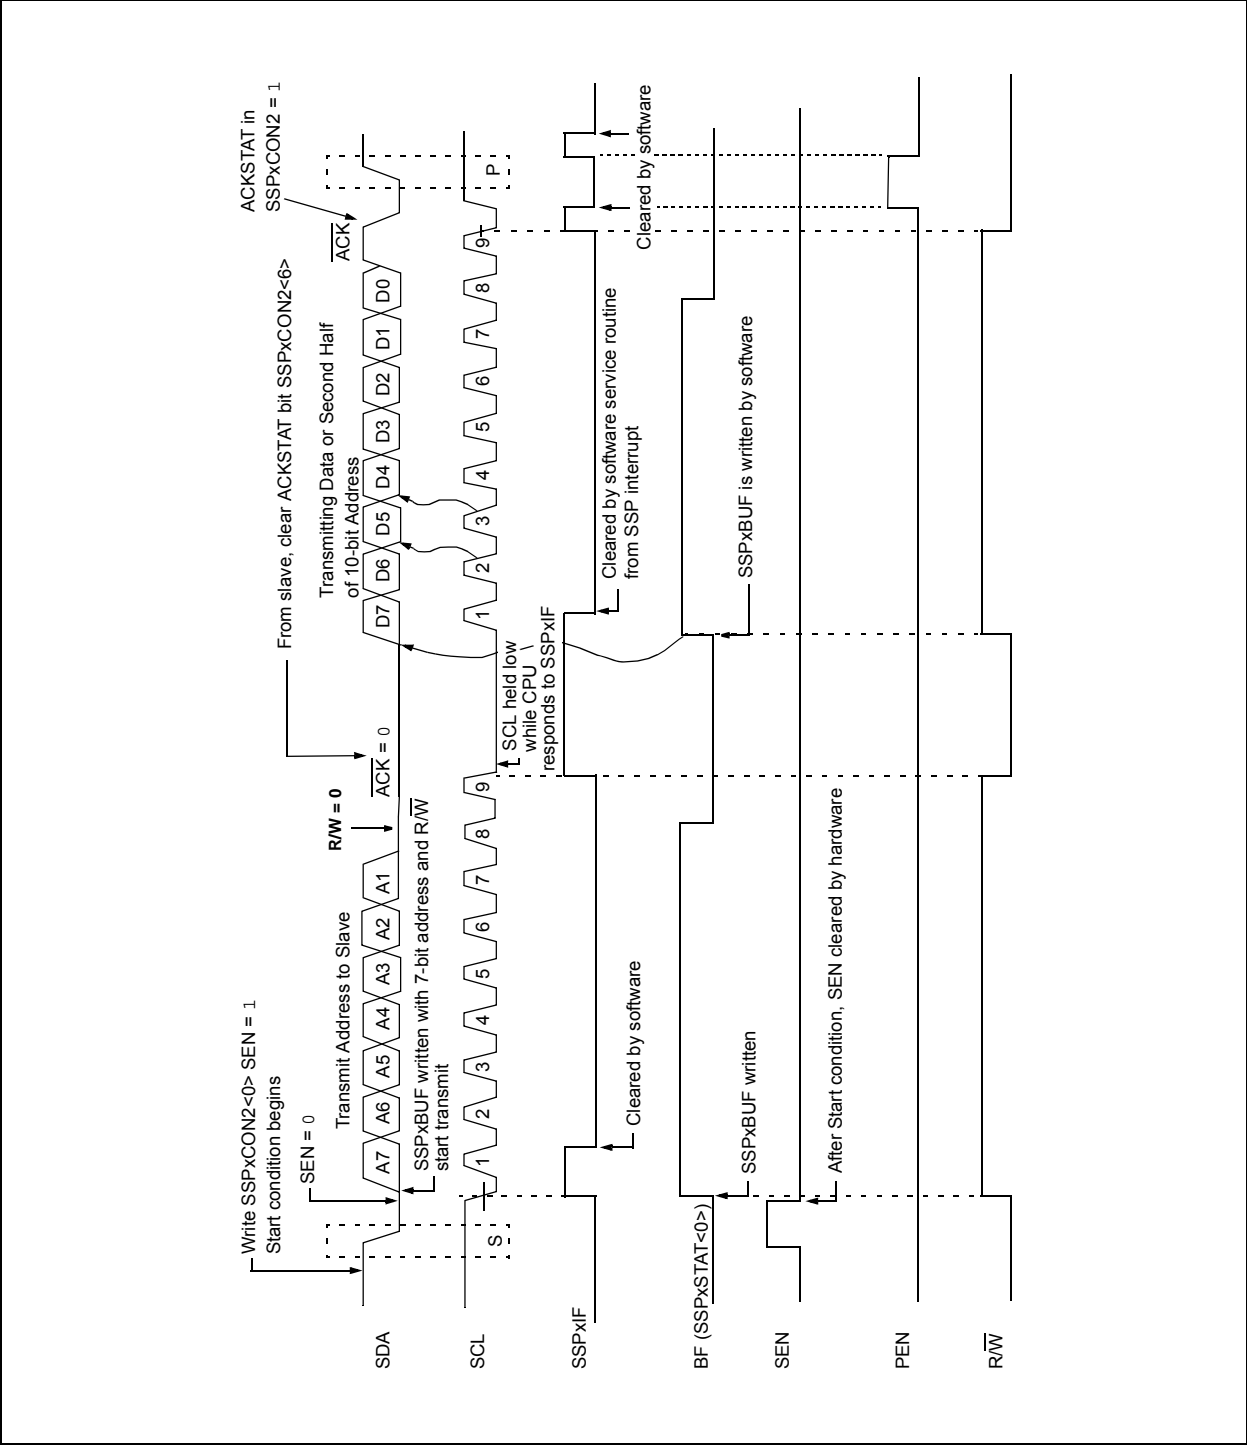 Write SSPxCON2<0> SEN = 1
Start condition begins
SEN = 0
From slave, clear ACKSTAT bit SSPxCON2<6>
ACKSTAT in
SSPxCON2 = 1
Transmit Address to Slave
R/W = 0
ACK = 0
Transmitting Data or Second Half
of 10-bit Address
ACK
SDA
A7 A6 A5 A4 A3 A2 A1
D7 D6 D5 D4 D3 D2 D1 D0
SSPxBUF written with 7-bit address and R/W
start transmit
SCL
S
1 2 3 4 5 6 7 8 9
1 2 3 4 5 6 7 8 9
P
SCL held low
while CPU
responds to SSPxIF
SSPxIF
Cleared by software
Cleared by software service routine
from SSP interrupt
Cleared by software
BF (SSPxSTAT<0>)
SSPxBUF written
SSPxBUF is written by software
SEN
After Start condition, SEN cleared by hardware
PEN
R/W